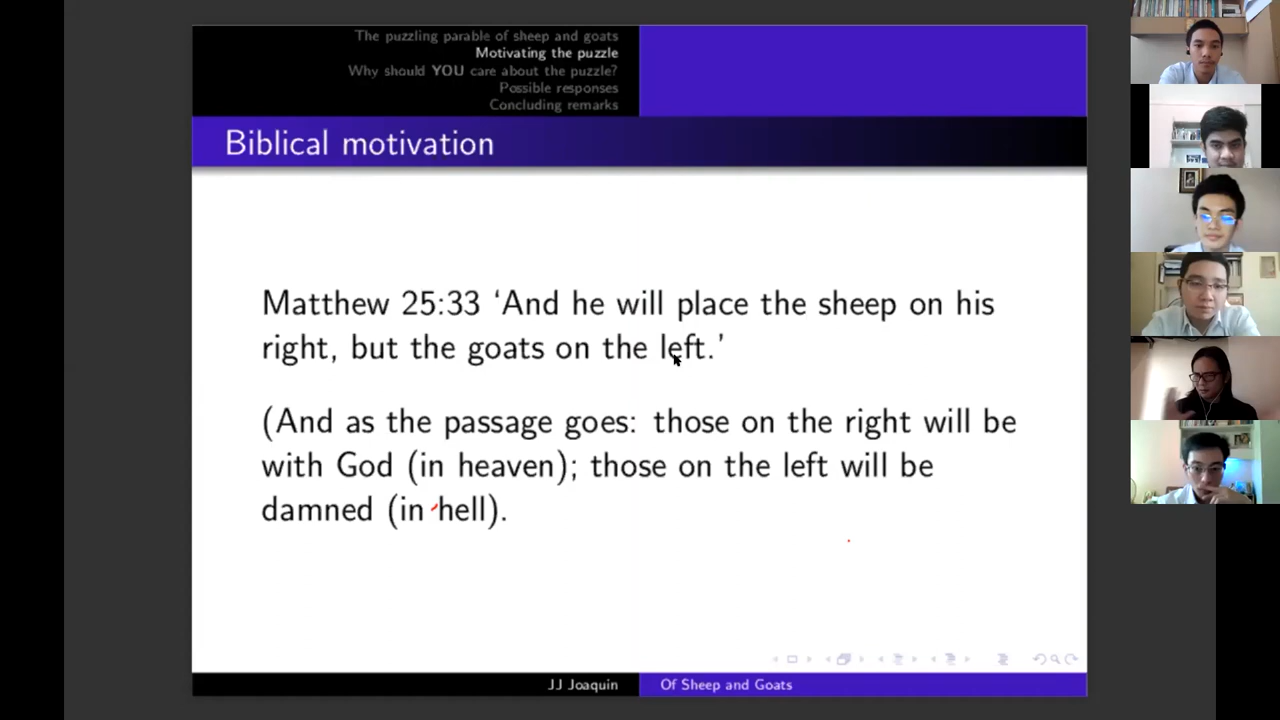 The puzzling parable of sheep and goats
Motivating the puzzle
Why should YOU care about the puzzle?
Possible responses
Concluding remarks
Biblical motivation
Matthew 25:33 ‘And he will place the sheep on his
right, but the goats on the left.’
(And as the passage goes: those on the right will be
with God (in heaven); those on the left will be
damned (in hell).
JJ Joaquin
Of Sheep and Goats